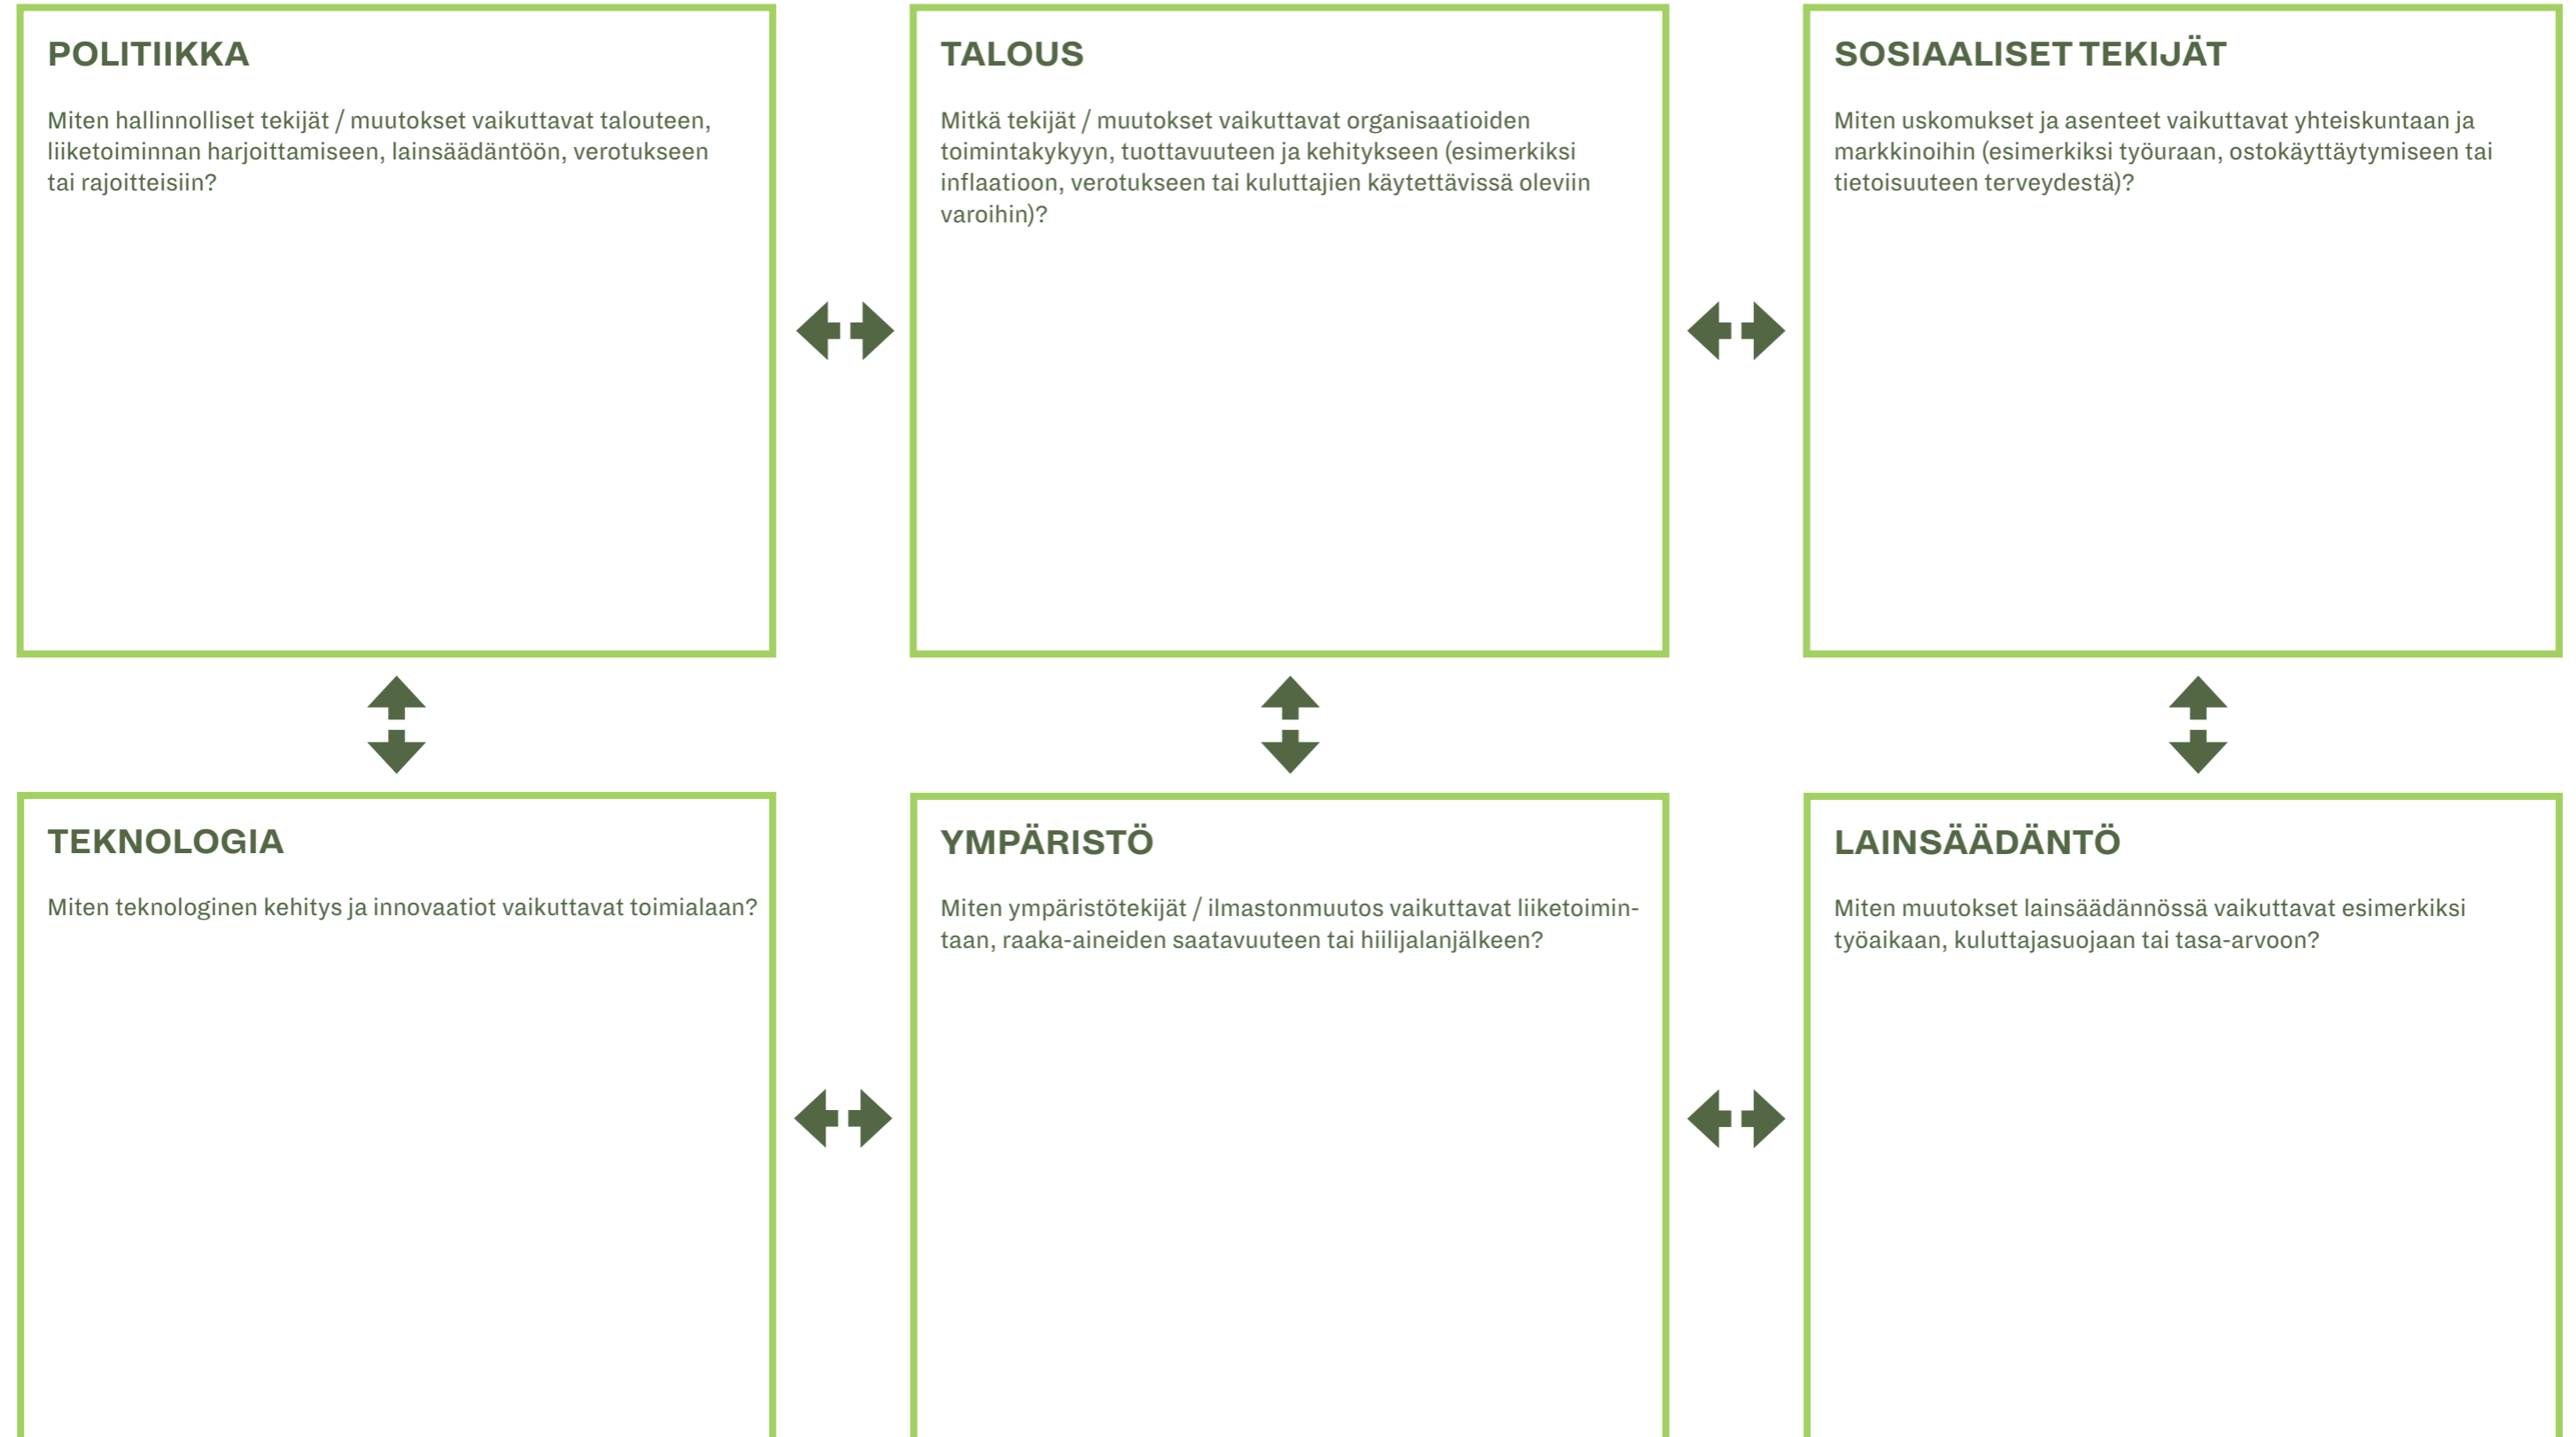 POLITIIKKA
Miten hallinnolliset tekijät / muutokset vaikuttavat talouteen,
liiketoiminnan harjoittamiseen, lainsäädäntöön, verotukseen
tai rajoitteisiin?
TALOUS
Mitkä tekijät / muutokset vaikuttavat organisaatioiden
toimintakykyyn, tuottavuuteen ja kehitykseen (esimerkiksi
inflaatioon, verotukseen tai kuluttajien käytettävissä oleviin
varoihin)?
SOSIAALISET TEKIJÄT
Miten uskomukset ja asenteet vaikuttavat yhteiskuntaan ja
markkinoihin (esimerkiksi työuraan, ostokäyttäytymiseen tai
tietoisuuteen terveydestä)?
TEKNOLOGIA
Miten teknologinen kehitys ja innovaatiot vaikuttavat toimialaan?
YMPÄRISTÖ
Miten ympäristötekijät / ilmastonmuutos vaikuttavat liiketoimin-
taan, raaka-aineiden saatavuuteen tai hiilijalanjälkeen?
LAINSÄÄDÄNTÖ
Miten muutokset lainsäädännössä vaikuttavat esimerkiksi
työaikaan, kuluttajasuojaan tai tasa-arvoon?